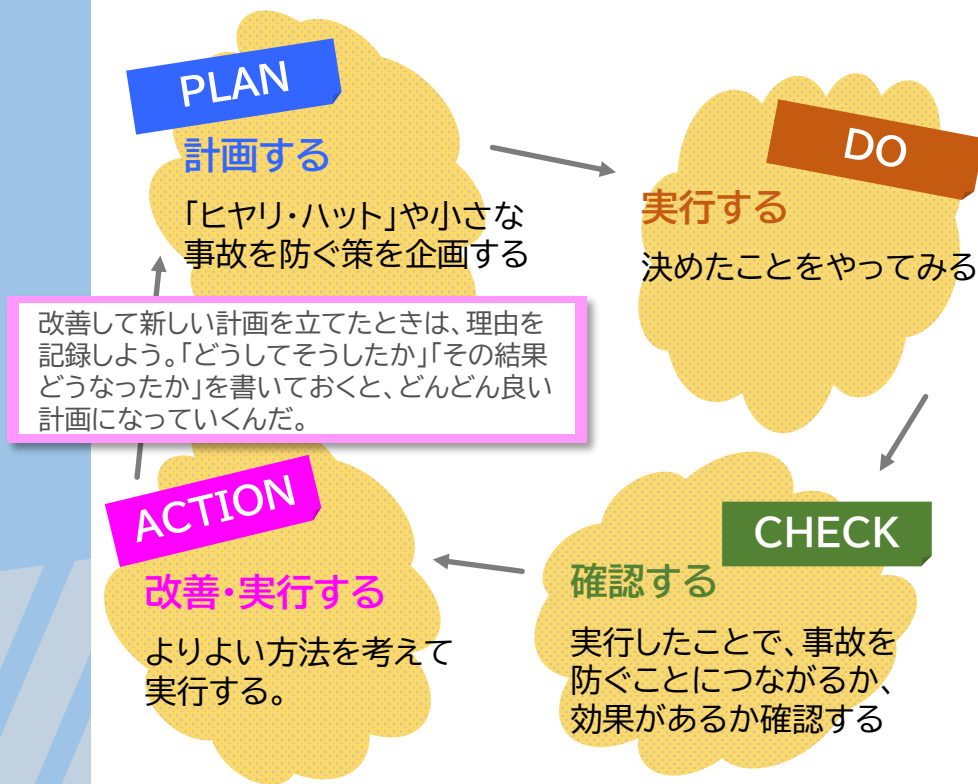 PLAN
計画する
「ヒヤリ・ハット」や小さな
事故を防ぐ策を企画する
DO
実行する
決めたことをやってみる
CHECK
確認する
実行したことで、事故を
防ぐことにつながるか、
効果があるか確認する
ACTION
改善・実行する
よりよい方法を考えて
実行する。
改善して新しい計画を立てたときは、理由を
記録しよう。「どうしてそうしたか」「その結果
どうなったか」を書いておくと、どんどん良い
計画になっていくんだ。